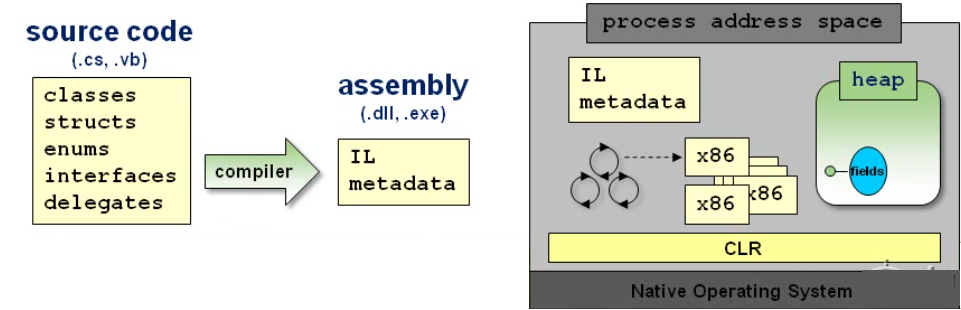 source code
(.cs, .vb)
classes
structs
enums
interfaces
delegates
compiler
assembly
(.dll, .exe)
IL
metadata
process address space
IL
metadata
heap
fields
x86
x86
x86
CLR
Native Operating System